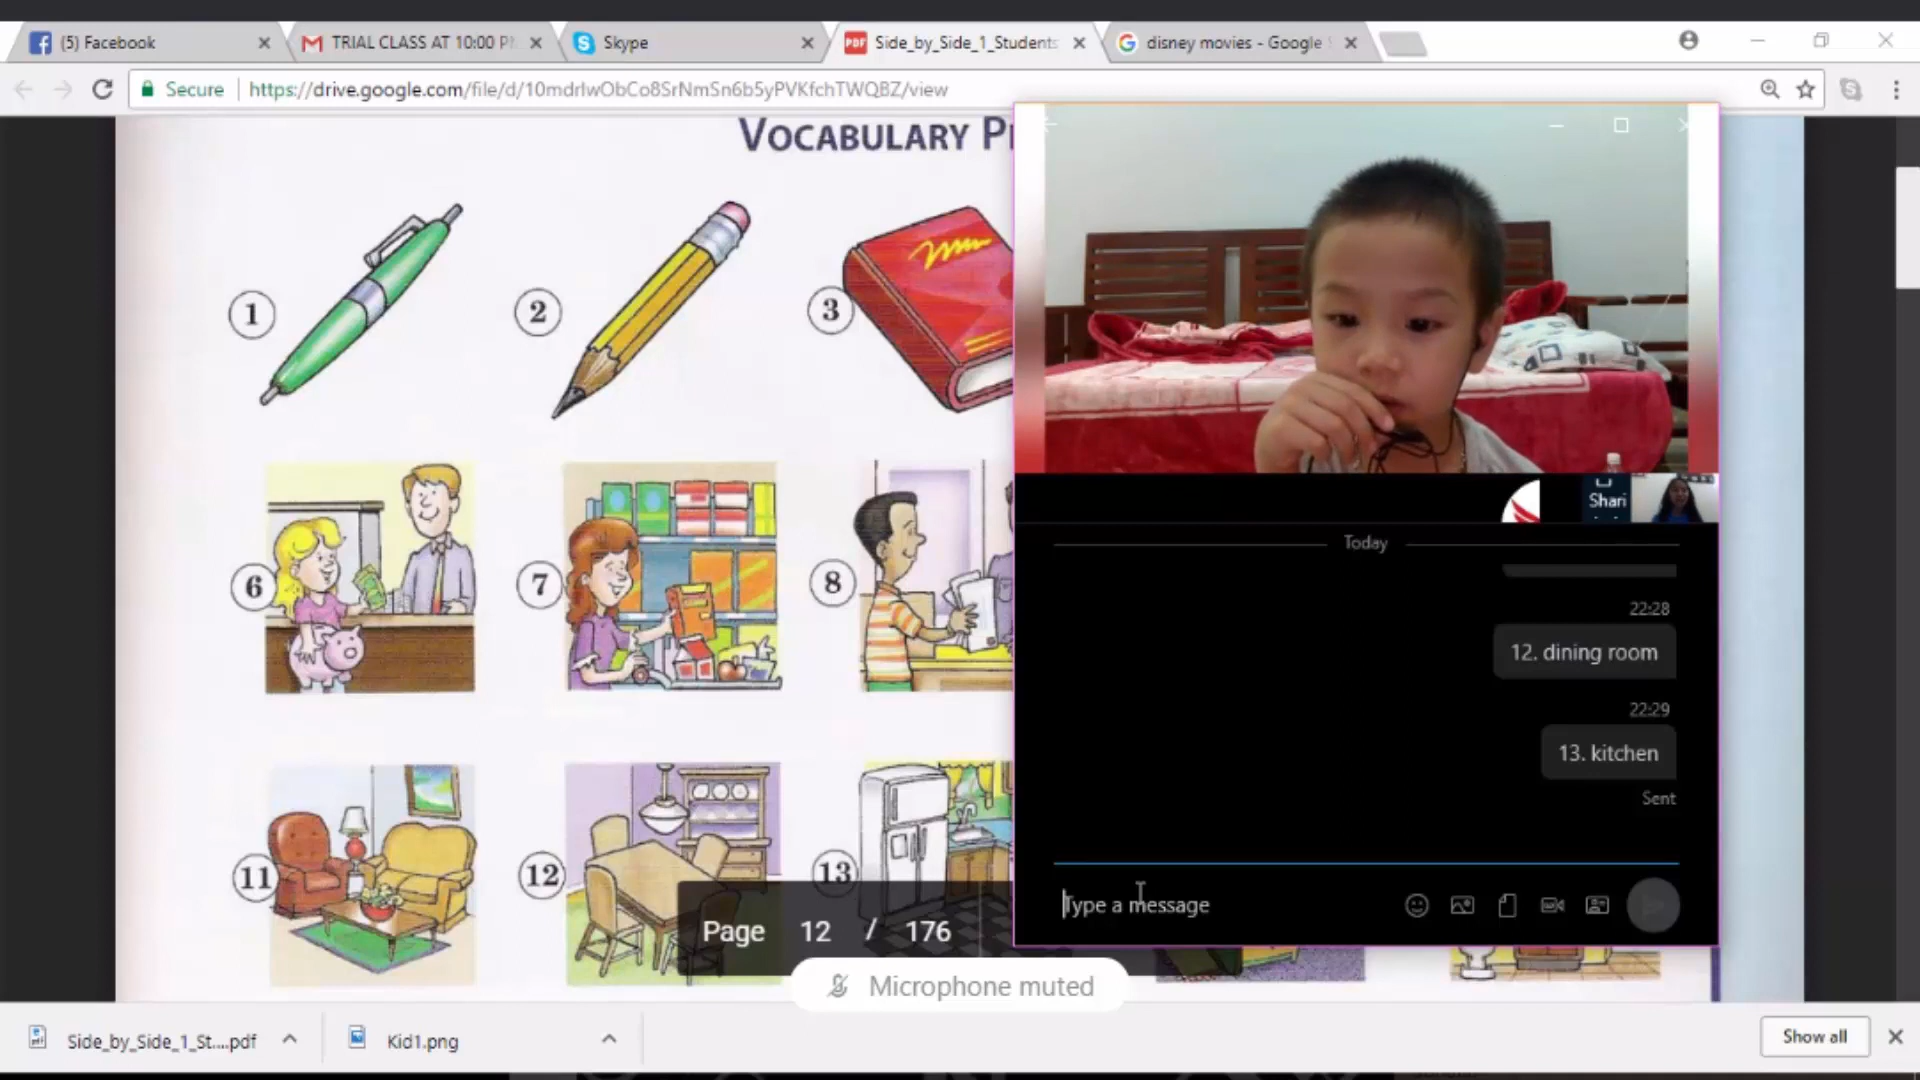 (5) Facebook
TRIAL CLASS AT 10:00 P
Skype
Side_by_Side_1_Students
disney movies - Google
Secure
https://drive.google.com/file/d/10mdrlwObCo8SrNmSn6b5yPVKfchTWQBZ/view
VOCABULARY P
1
2
3
6
7
8
11
12
13
Shari
Today
22:28
12. dining room
22:29
13. kitchen
Sent
Type a message
Page 12 / 176
Microphone muted
Side_by_Side_1_St....pdf
Kid1.png
Show all